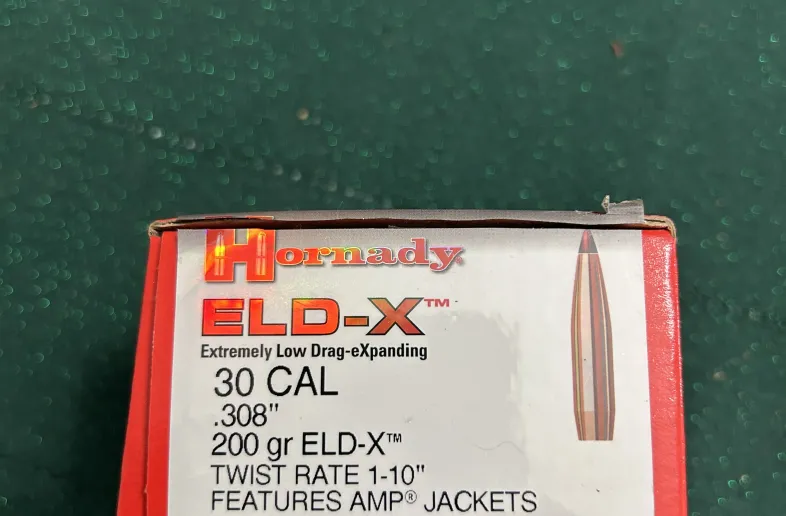 Hornady
ELD-X™
Extremely Low Drag-eXpanding
30 CAL
.308"
200 gr ELD-X™
TWIST RATE 1-10"
FEATURES AMP® JACKETS